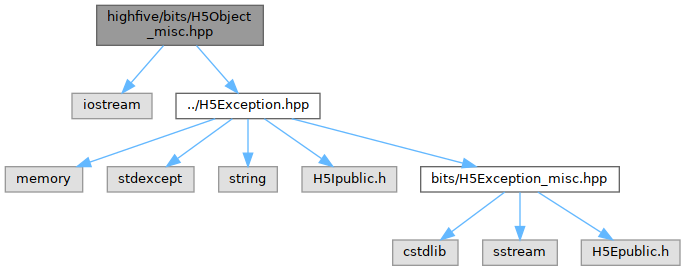 highfive/bits/H5Object
_misc.hpp
iostream
../H5Exception.hpp
memory
stdexcept
string
H5Ipublic.h
bits/H5Exception_misc.hpp
cstdlib
sstream
H5Epublic.h